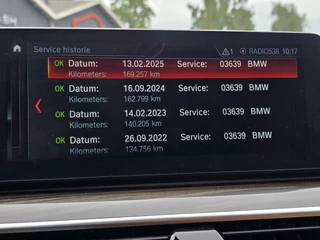 Service historie
1 RADIO538 10:17
OK Datum: 13.02.2025 Service: 03639 BMW
Kilometers: 169.257 km
OK Datum: 16.09.2024 Service: 03639 BMW
Kilometers: 162.799 km
OK Datum: 14.02.2023 Service: 03639 BMW
Kilometers: 140.205 km
OK Datum: 26.09.2022 Service: 03639 BMW
Kilometers: 134.756 km